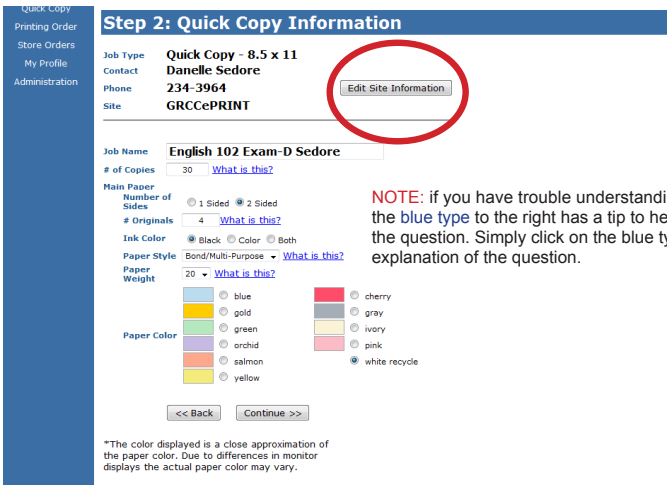 Quick Copy
Printing Order
Store Orders
My Profile
Administration
Step 2: Quick Copy Information
Job Type Quick Copy - 8.5 x 11
Contact Danelle Sedore
Phone 234-3964
Site GRCCePRINT
Edit Site Information
Job Name English 102 Exam-D Sedore
# of Copies 30 What is this?
Main Paper
Number of Sides 1 Sided 2 Sided
# Originals 4 What is this?
Ink Color Black Color Both
Paper Style Bond/Multi-Purpose What is this?
Paper Weight 20 What is this?
Paper Color
blue cherry
gold gray
green ivory
orchid pink
salmon white recycle
yellow
<< Back Continue >>
*The color displayed is a close approximation of
the paper color. Due to differences in monitor
displays the actual paper color may vary.
NOTE: if you have trouble understandi
the blue type to the right has a tip to he
the question. Simply click on the blue ty
explanation of the question.